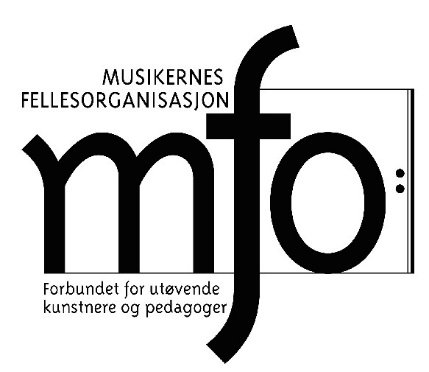 MUSIKERNES
FELLESORGANISASJON
mfo
Forbundet for utøvende
kunstnere og pedagoger